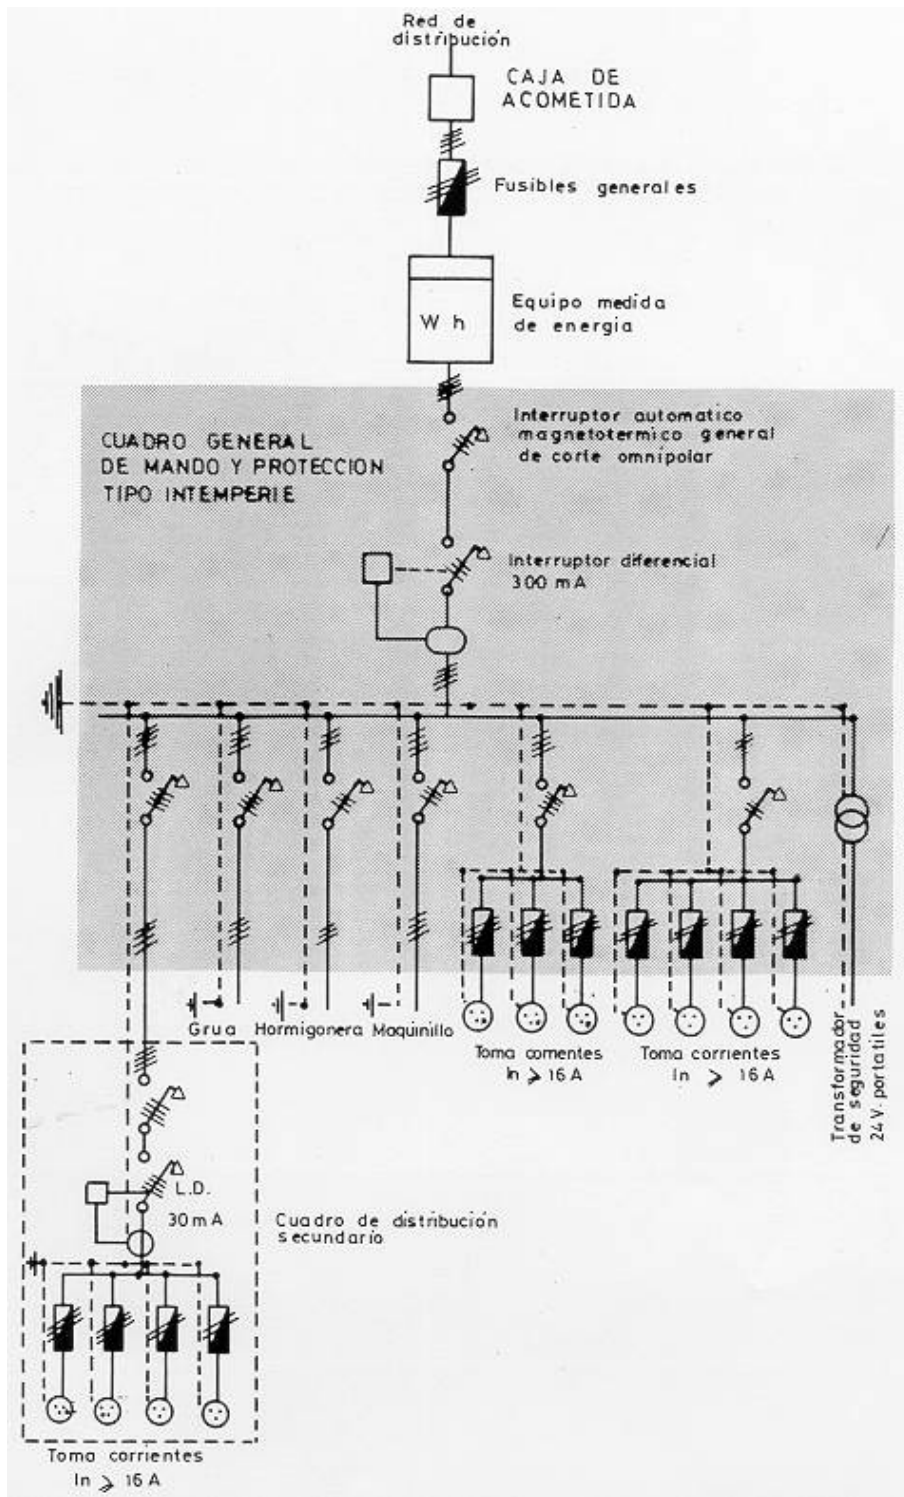 Red de
distribución
CAJA DE
ACOMETIDA
Fusibles generales
Equipo medida
de energia
W h
Interruptor automatico
magnetotermico general
de corte omnipolar
CUADRO GENERAL
DE MANDO Y PROTECCION
TIPO INTEMPERIE
Interruptor diferencial
300 mA
Grua
Hormigonera
Maquinillo
Toma comentes
In ⩾ 16 A
Toma corrientes
In ⩾ 16 A
Transformador
de seguridad
24 V. portatiles
L.D.
30 mA
Cuadro de distribución
secundario
Toma corrientes
In ⩾ 16 A